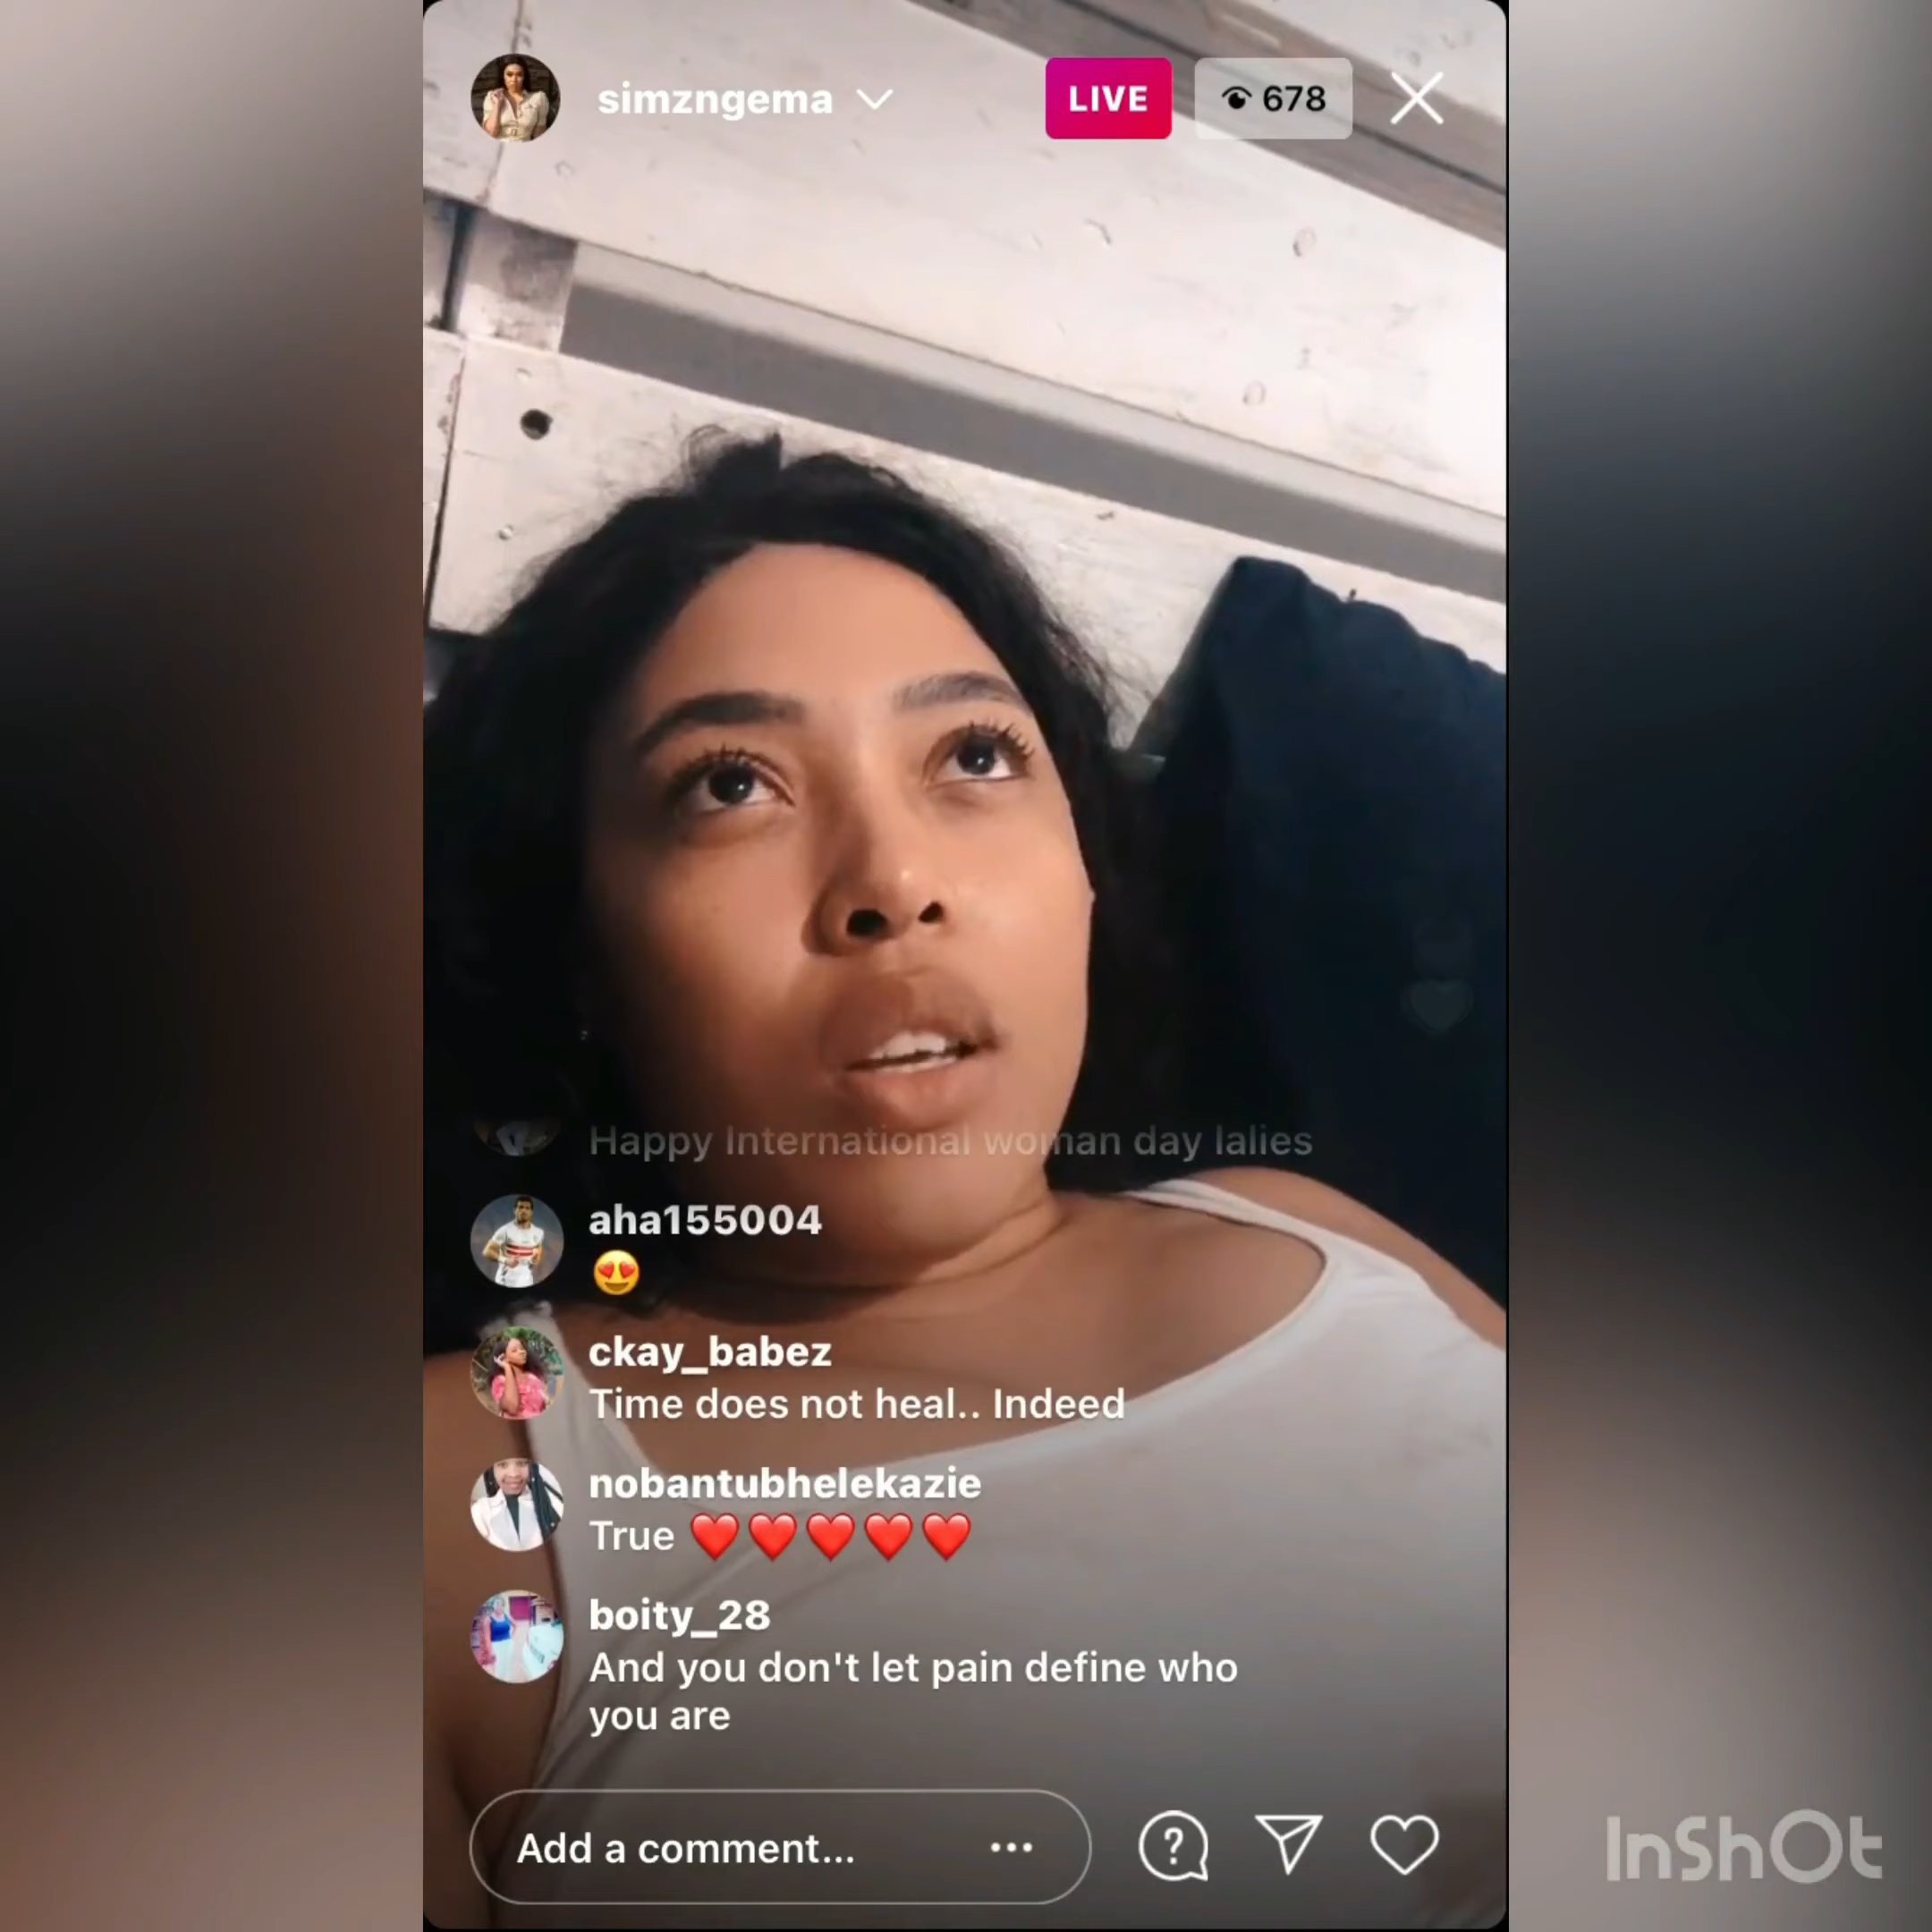 simzngema
LIVE
678
Happy International woman day lalies
aha155004
😍
ckay_babez
Time does not heal.. Indeed
nobantubhelekazie
True ❤️❤️❤️❤️❤️
boity_28
And you don't let pain define who
you are
Add a comment...
InShOt